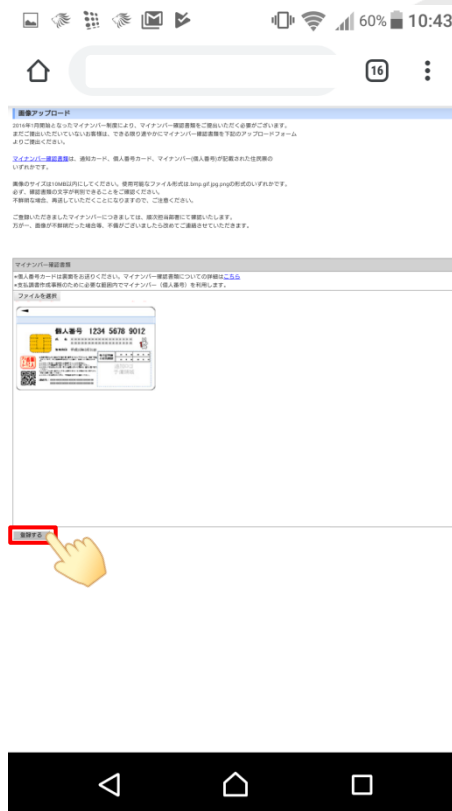 60% 10:43
16
画像アップロード
2016年1月開始となったマイナンバー制度により、マイナンバー確認書類をご提出いただく必要がございます。
まだご提出いただいていないお客様は、できる限り速やかにマイナンバー確認書類を下記のアップロードフォーム
よりご提出ください。
マイナンバー確認書類は、通知カード、個人番号カード、マイナンバー(個人番号)が記載された住民票の
いずれかです。
画像のサイズは10MB以内にしてください。使用可能なファイル形式は.bmp.gif.jpg.pngの形式のいずれかです。
必ず、確認書類の文字が判別できることをご確認ください。
不鮮明な場合、再送していただくことになりますので、ご注意ください。
ご登録いただきましたマイナンバーにつきましては、順次担当部署にて確認いたします。
万が一、画像が不鮮明だった場合等、不備がございましたら改めてご連絡させていただきます。
マイナンバー確認書類
•個人番号カードは裏面をお送りください。マイナンバー確認書類についての詳細はこちら
•支払調書作成事務のために必要な範囲内でマイナンバー（個人番号）を利用します。
ファイルを選択
個人番号 1234 5678 9012
登録する